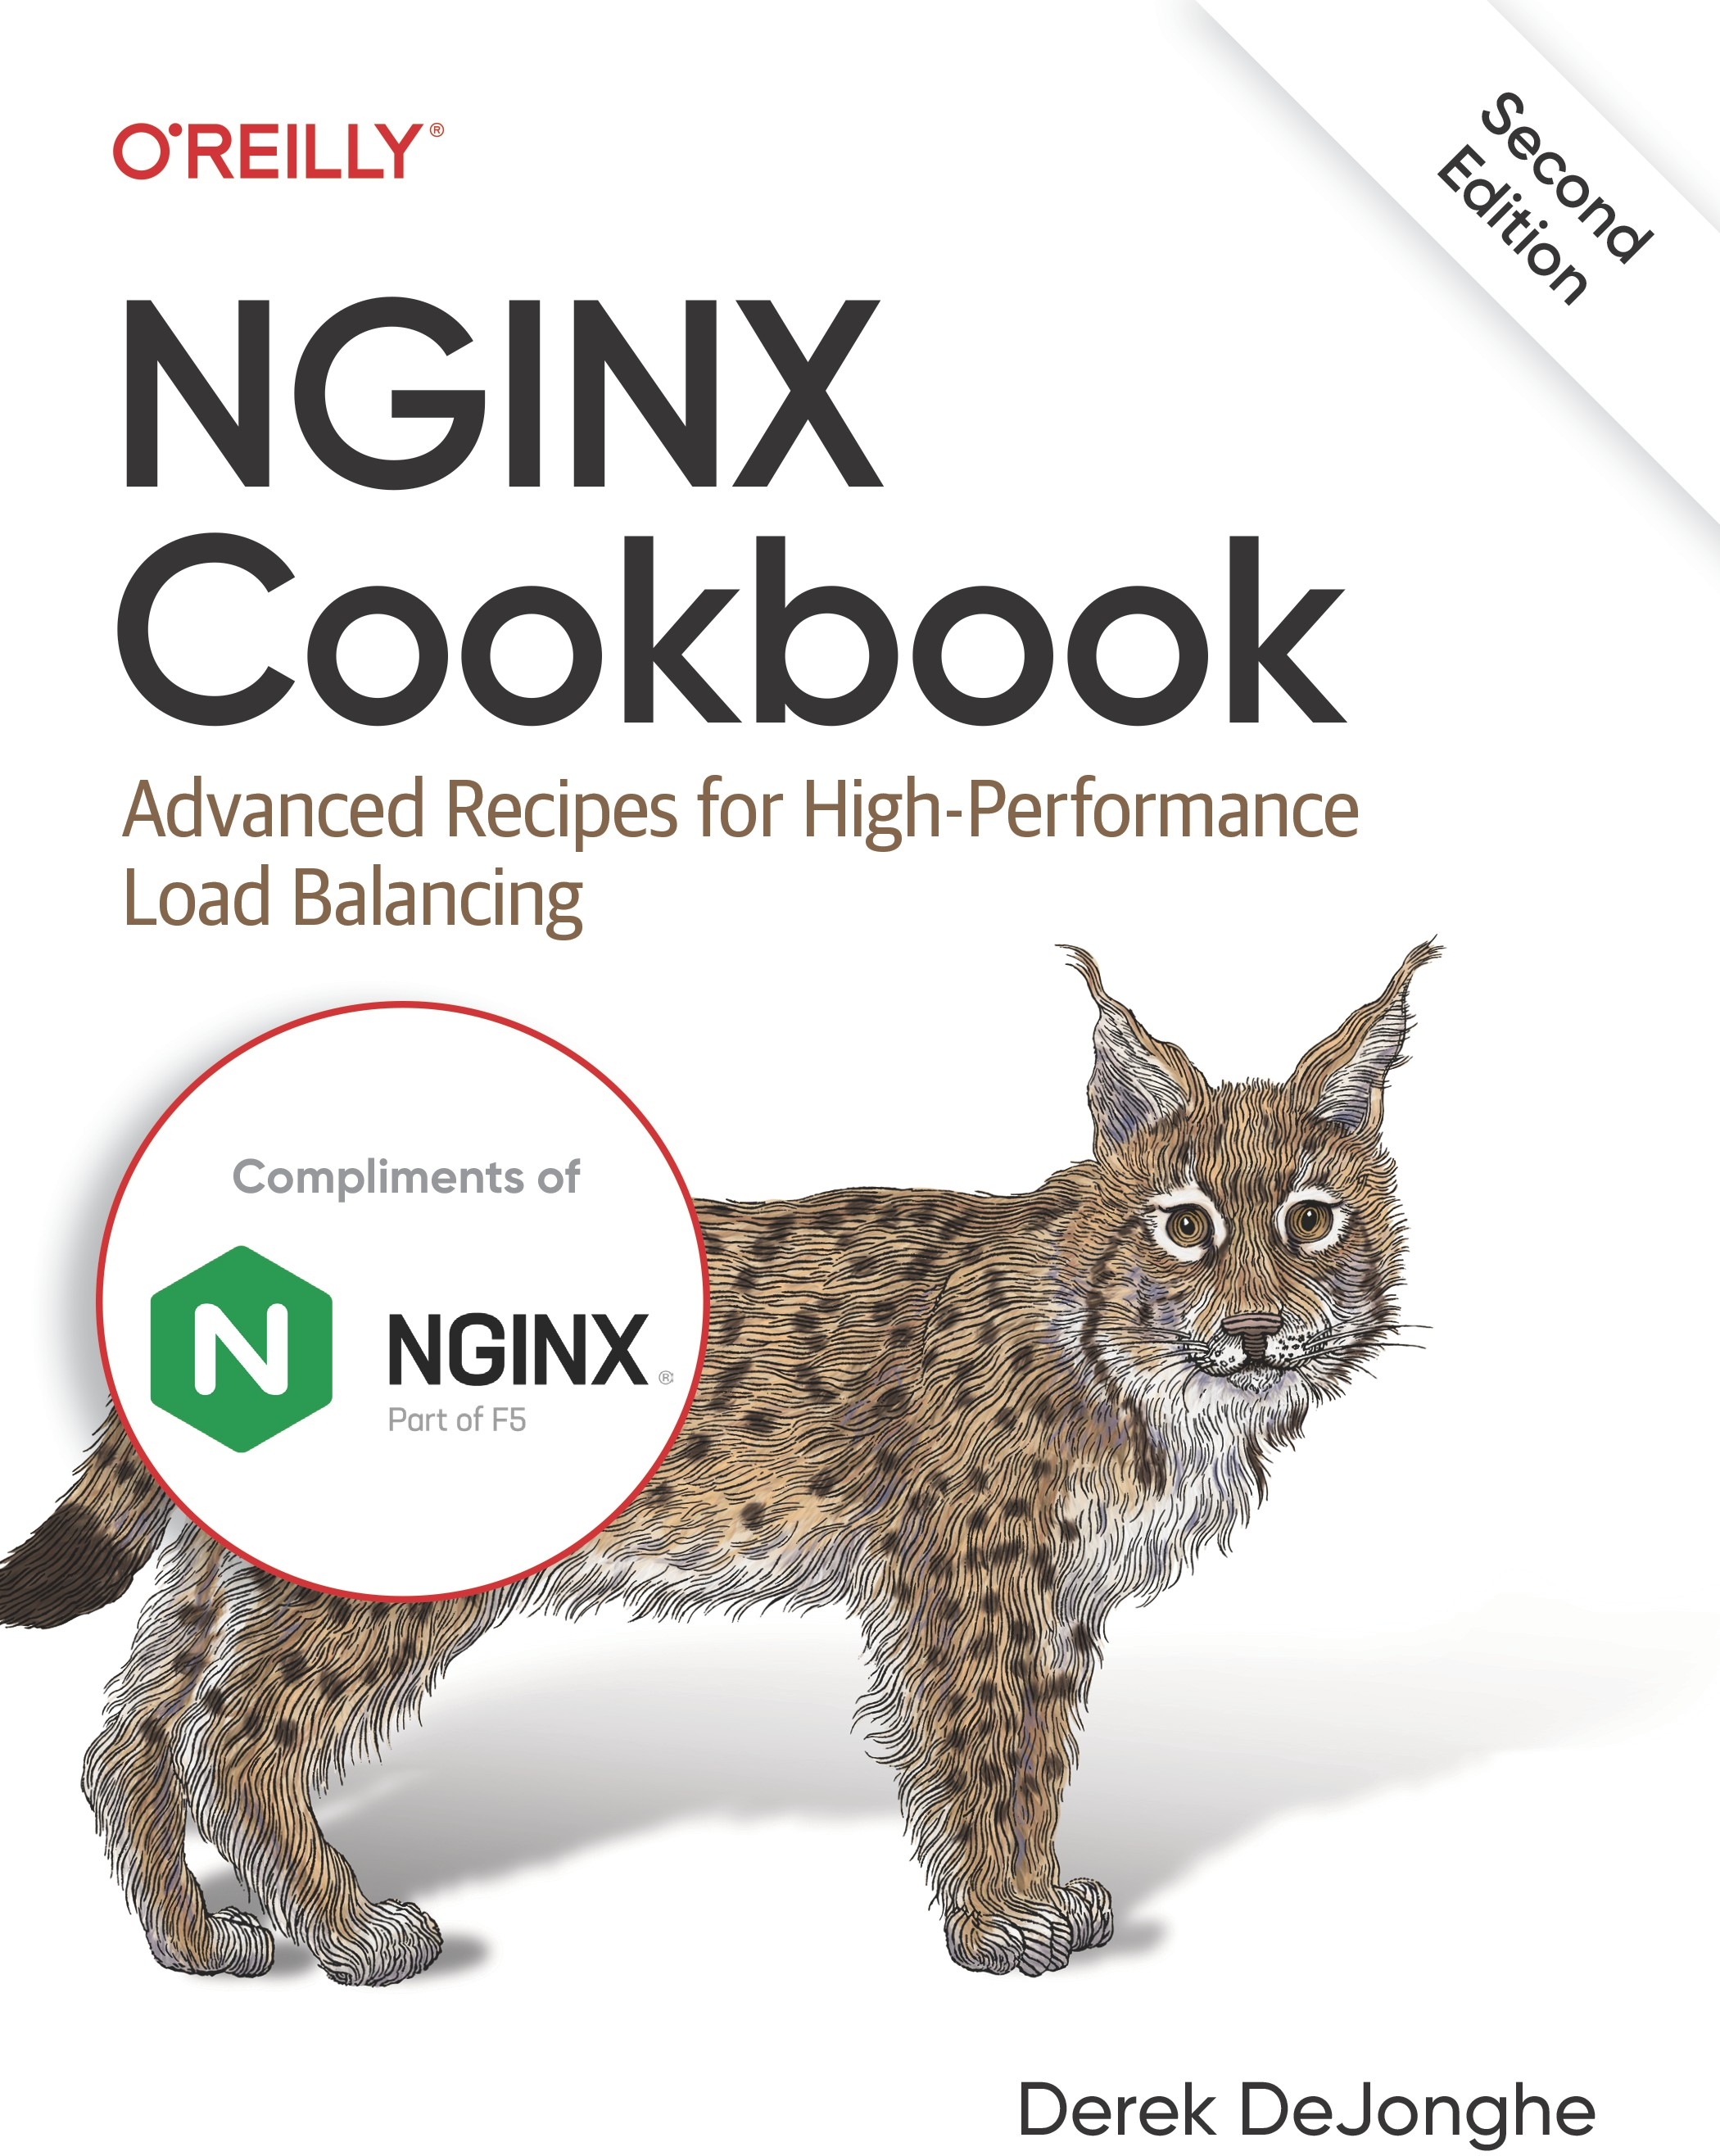 O'REILLY®
Second
Edition
NGINX
Cookbook
Advanced Recipes for High-Performance
Load Balancing
Compliments of
N
NGINX®
Part of F5
Derek DeJonghe